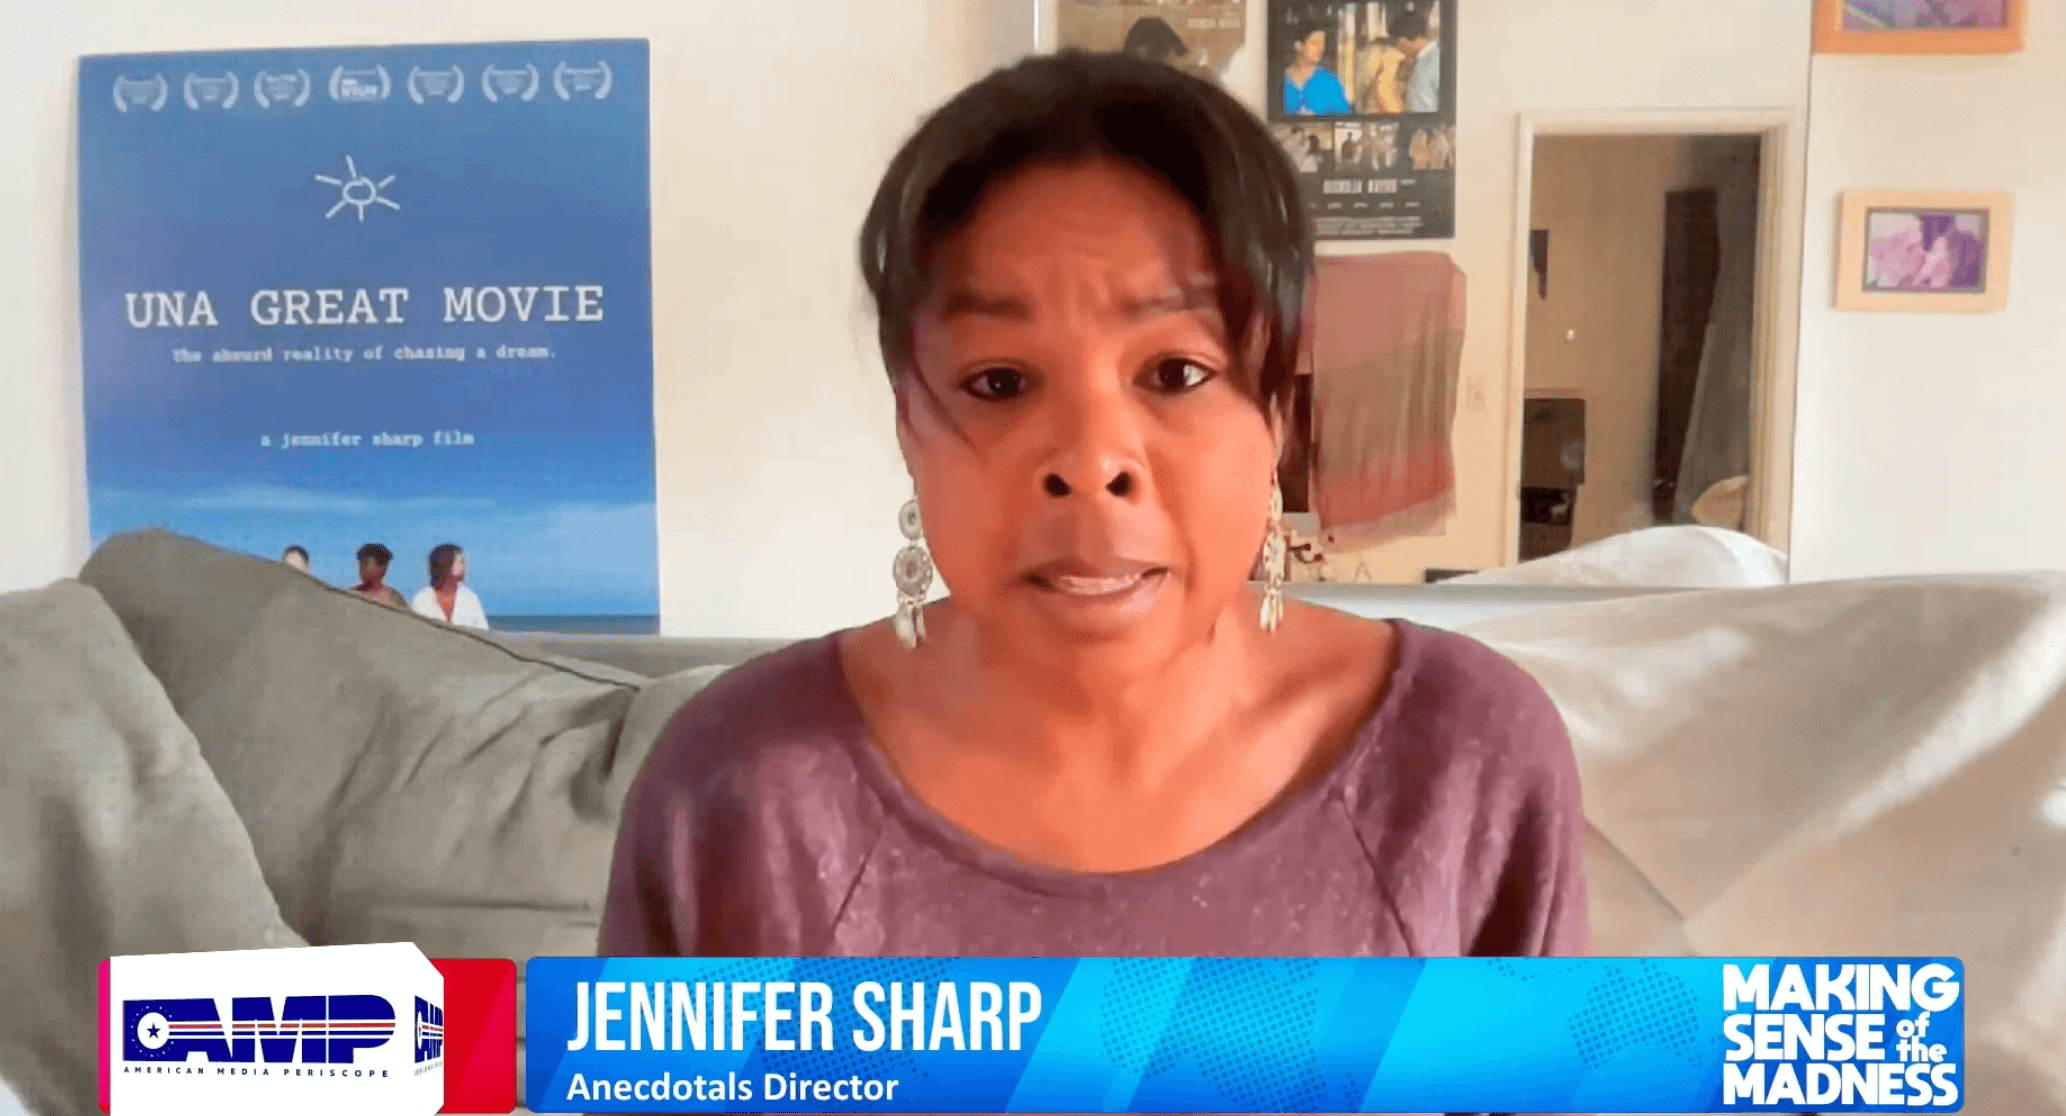 UNA GREAT MOVIE
The absurd reality of chasing a dream.
a jennifer sharp film
AMP
AMERICAN MEDIA PERISCOPE
JENNIFER SHARP
Anecdotals Director
MAKING
SENSE of the
MADNESS